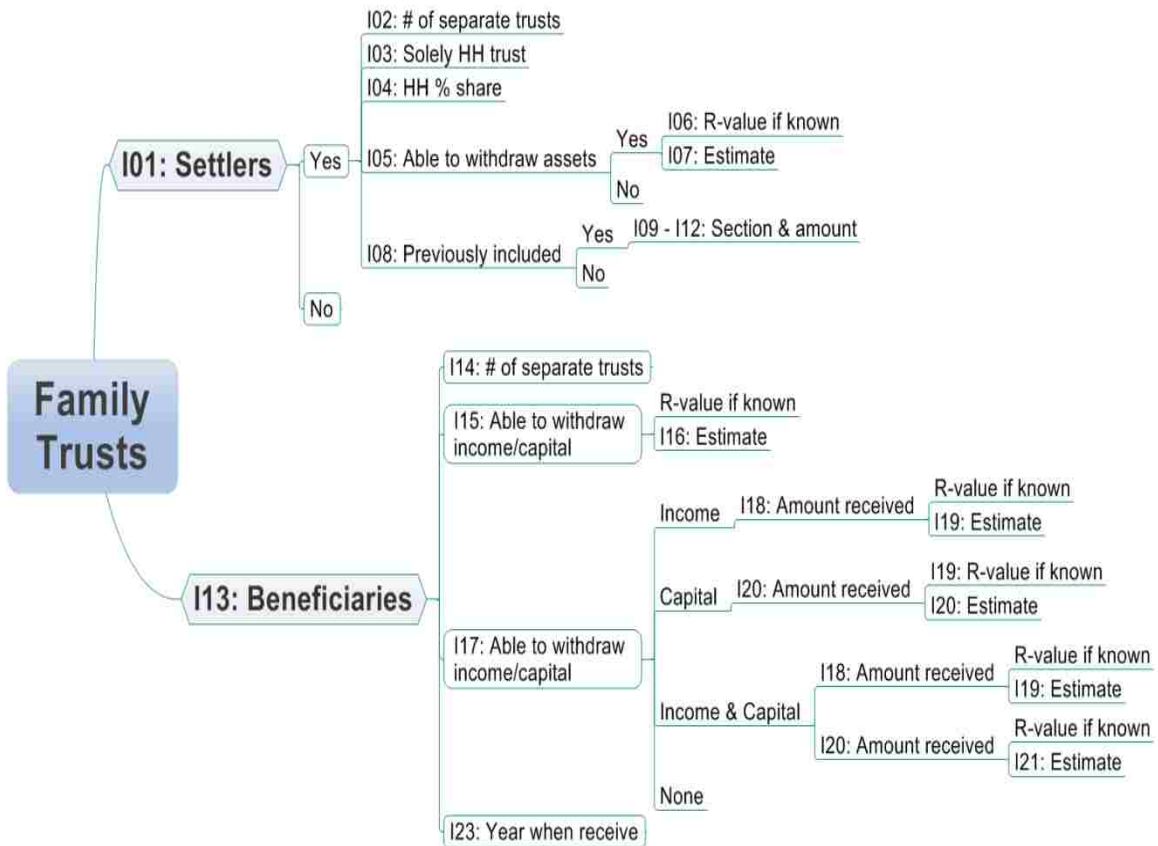 I02: # of separate trusts
I03: Solely HH trust
I04: HH % share
I01: Settlers
Yes
I05: Able to withdraw assets
Yes
I06: R-value if known
I07: Estimate
No
I08: Previously included
Yes
I09 - I12: Section & amount
No
No
Family
Trusts
I13: Beneficiaries
I14: # of separate trusts
I15: Able to withdraw
income/capital
R-value if known
I16: Estimate
I17: Able to withdraw
income/capital
Income
I18: Amount received
R-value if known
I19: Estimate
Capital
I20: Amount received
I19: R-value if known
I20: Estimate
Income & Capital
I18: Amount received
R-value if known
I19: Estimate
I20: Amount received
R-value if known
I21: Estimate
None
I23: Year when receive